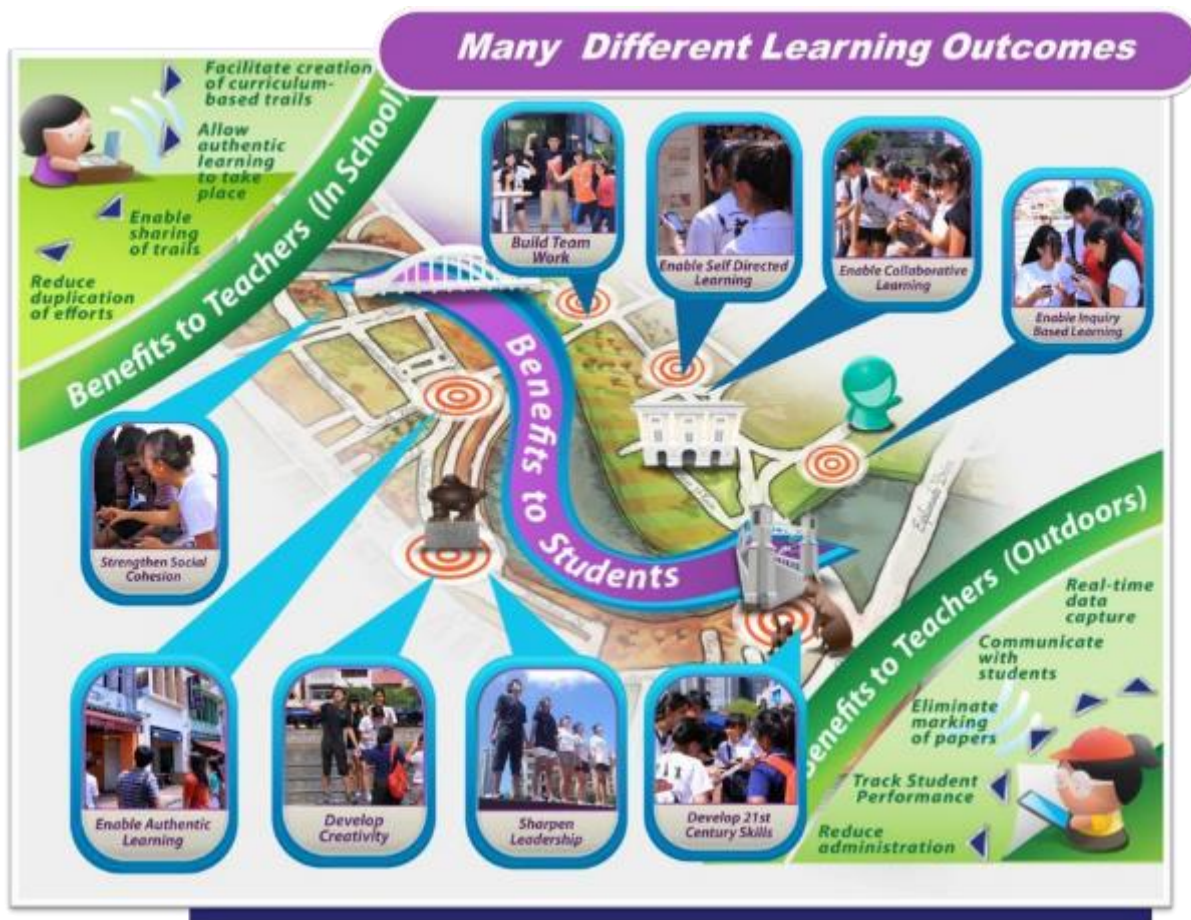 Many Different Learning Outcomes
Facilitate creation
of curriculum-
based trails
Allow
authentic
learning
to take
place
Enable
sharing
of trails
Reduce
duplication
of efforts
Benefits to Teachers (In School)
Build Team
Work
Enable Self Directed
Learning
Enable Collaborative
Learning
Enable Inquiry
Based Learning
Benefits to Students
Strengthen Social
Cohesion
Enable Authentic
Learning
Develop
Creativity
Sharpen
Leadership
Develop 21st
Century Skills
Benefits to Teachers (Outdoors)
Real-time
data
capture
Communicate
with
students
Eliminate
marking
of papers
Track Student
Performance
Reduce
administration